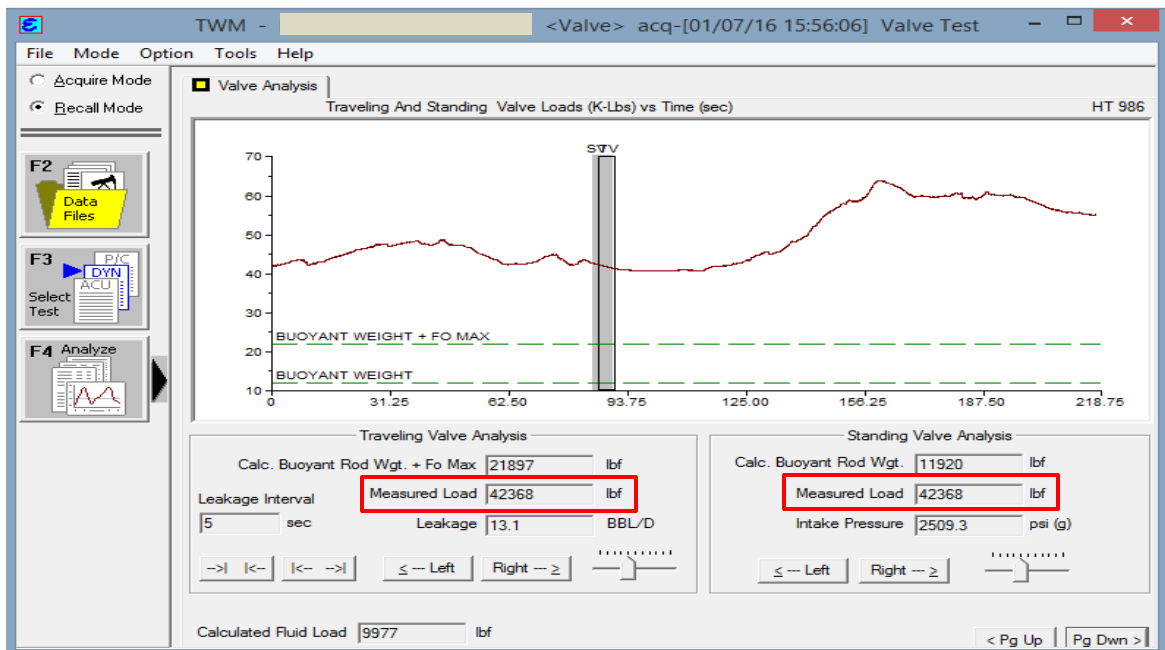 TWM - <Valve> acq-[01/07/16 15:56:06] Valve Test
File Mode Option Tools Help
Acquire Mode
Recall Mode
F2
Data
Files
F3
P/C
DYN
ACU
Select
Test
F4 Analyze
Valve Analysis
Traveling And Standing Valve Loads (K-Lbs) vs Time (sec)
HT 986
70
60
50
40
30
20
10
BUOYANT WEIGHT + FO MAX
BUOYANT WEIGHT
0 31.25 62.50 93.75 125.00 156.25 187.50 218.75
Traveling Valve Analysis
Calc. Buoyant Rod Wgt. + Fo Max 21897 lbf
Leakage Interval
Measured Load 42368 lbf
5 sec
Leakage 13.1 BBL/D
-->| |<--
|<-- -->|
< --- Left
Right --- >
Standing Valve Analysis
Calc. Buoyant Rod Wgt. 11920 lbf
Measured Load 42368 lbf
Intake Pressure 2509.3 psi (g)
< --- Left
Right --- >
Calculated Fluid Load 9977 lbf
< Pg Up
Pg Dwn >